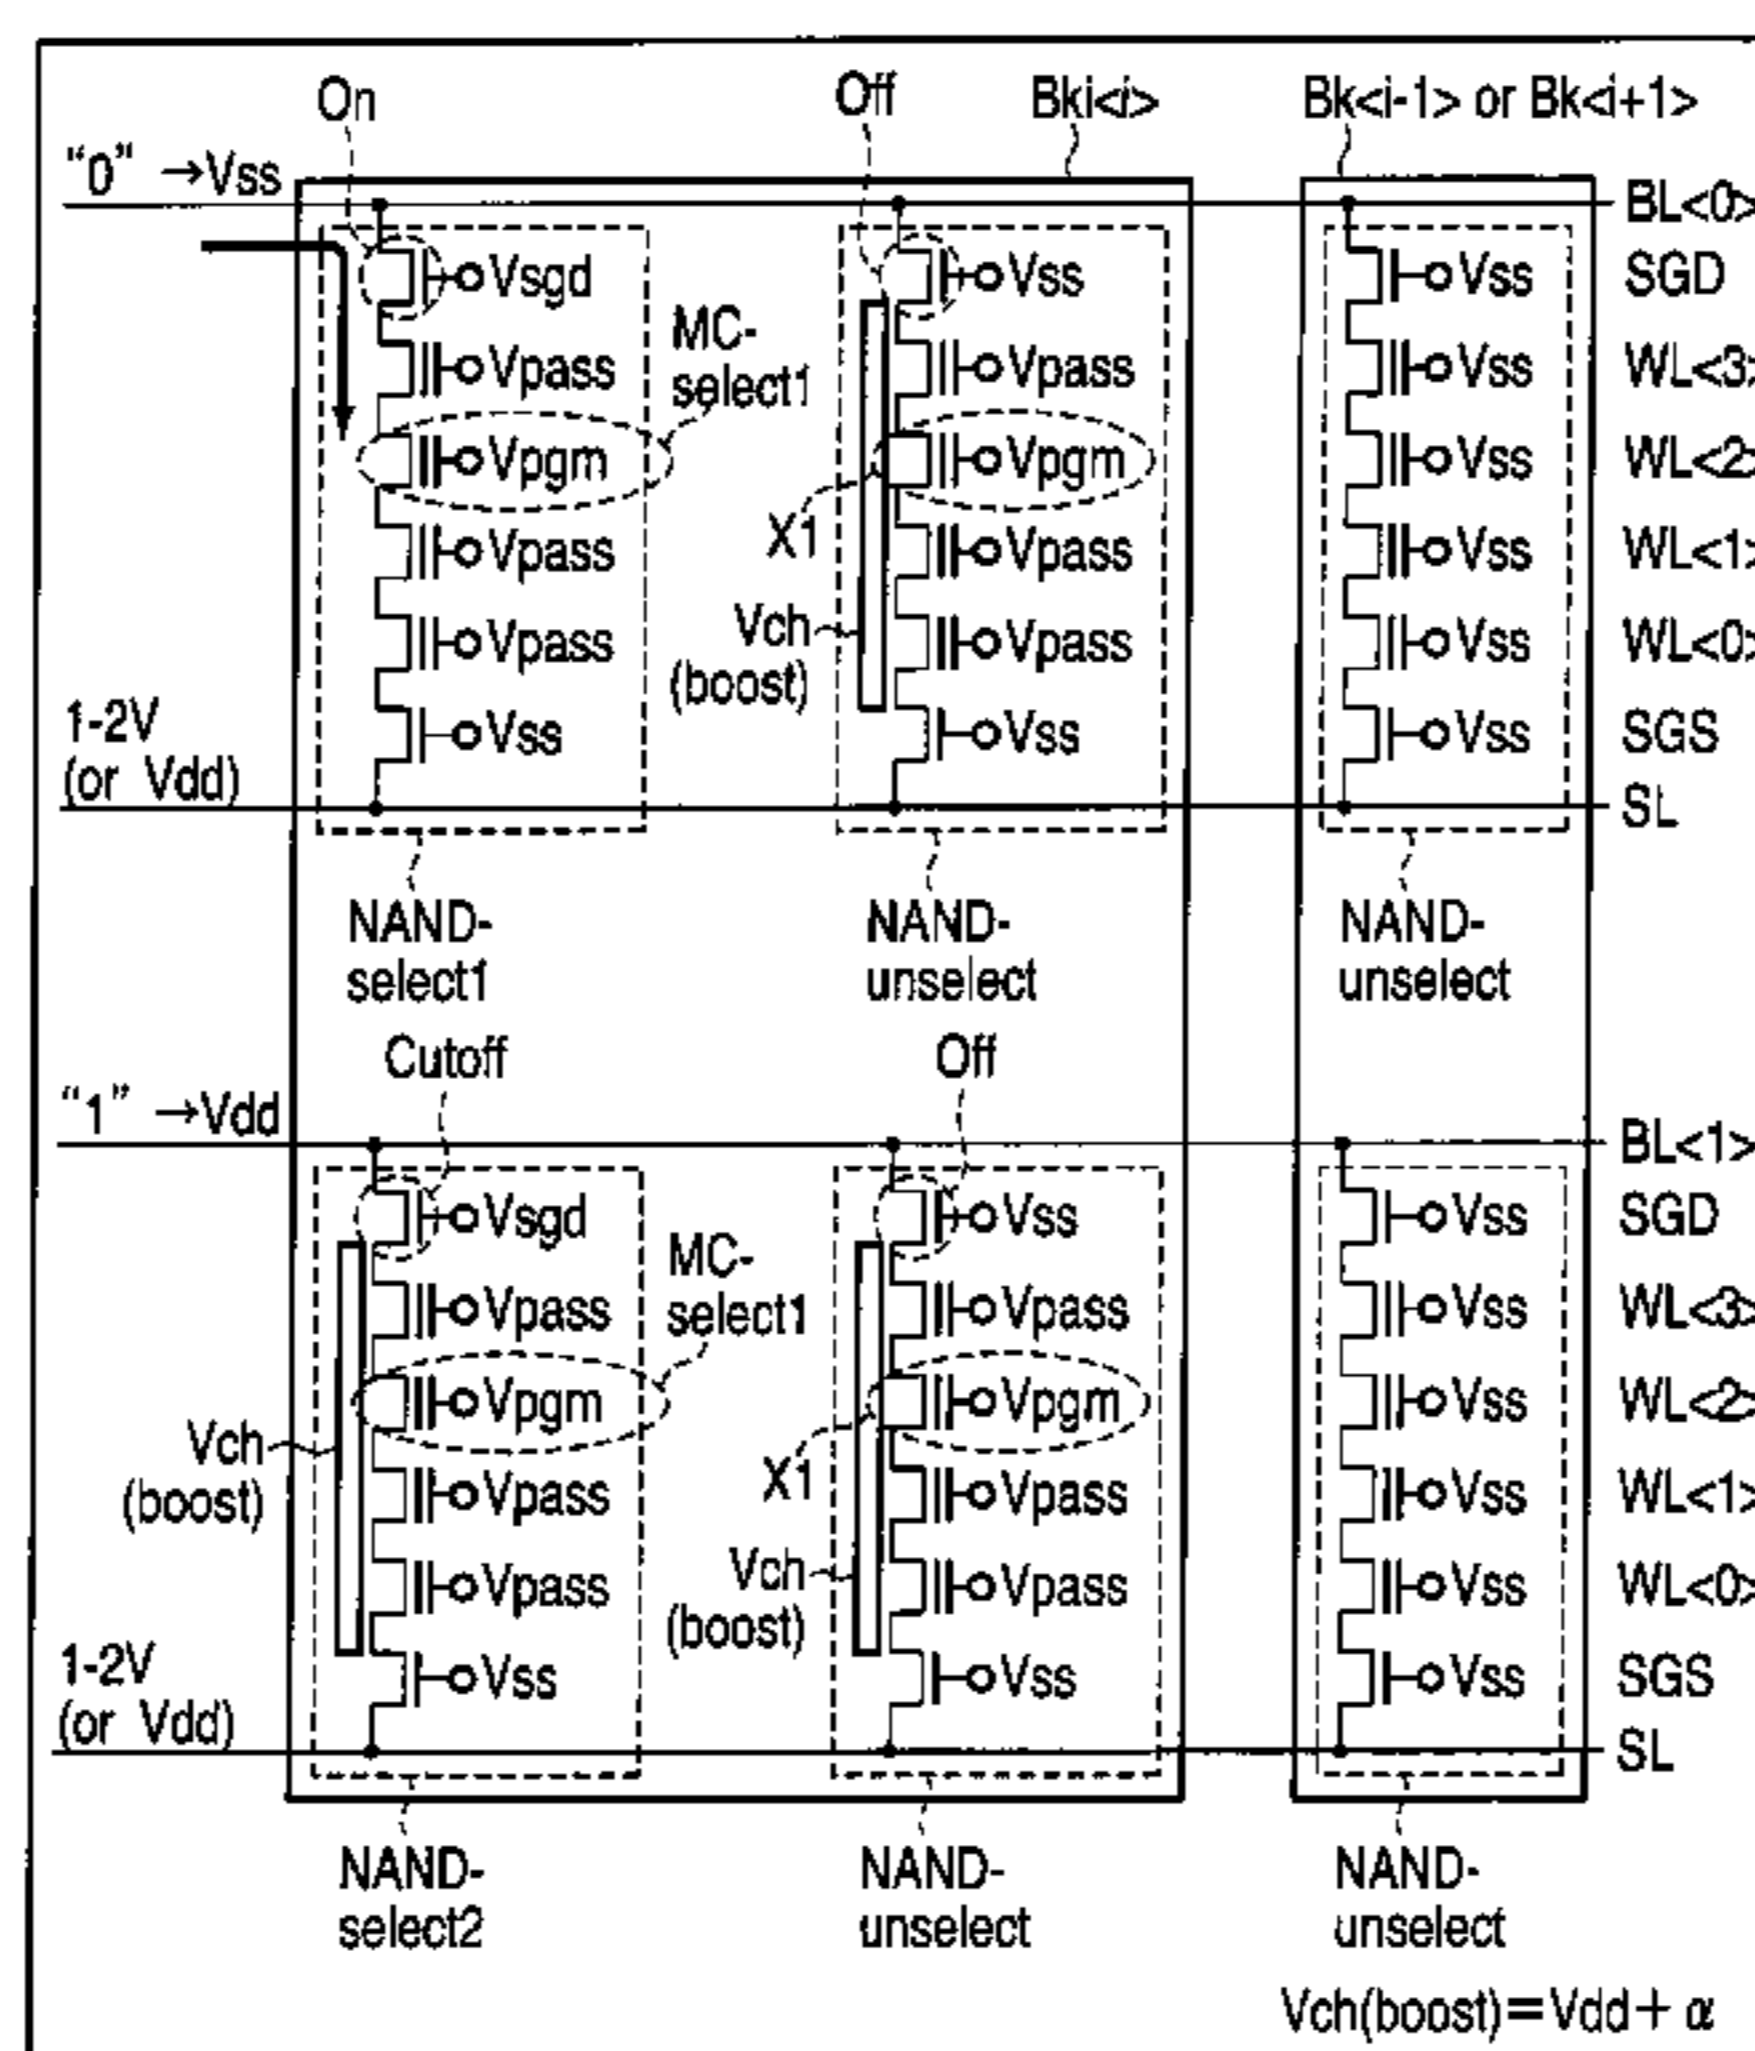 On Off Bki<i> Bk<i-1> or Bk<i+1>
“0” →Vss BL<0>
Vsgd Vss Vss SGD
MC-
select1
Vpass Vpass Vss WL<3>
Vpgm Vpgm Vss WL<2>
X1
Vpass Vpass Vss WL<1>
Vch
(boost)
Vpass Vpass Vss WL<0>
1-2V
(or Vdd)
Vss Vss Vss SGS
SL
NAND-
select1
NAND-
unselect
NAND-
unselect
Cutoff Off
“1” →Vdd BL<1>
Vsgd Vss Vss SGD
MC-
select1
Vpass Vpass Vss WL<3>
Vpgm Vpgm Vss WL<2>
Vch
(boost)
X1
Vpass Vpass Vss WL<1>
Vch
(boost)
Vpass Vpass Vss WL<0>
1-2V
(or Vdd)
Vss Vss Vss SGS
SL
NAND-
select2
NAND-
unselect
NAND-
unselect
Vch(boost)=Vdd+ α